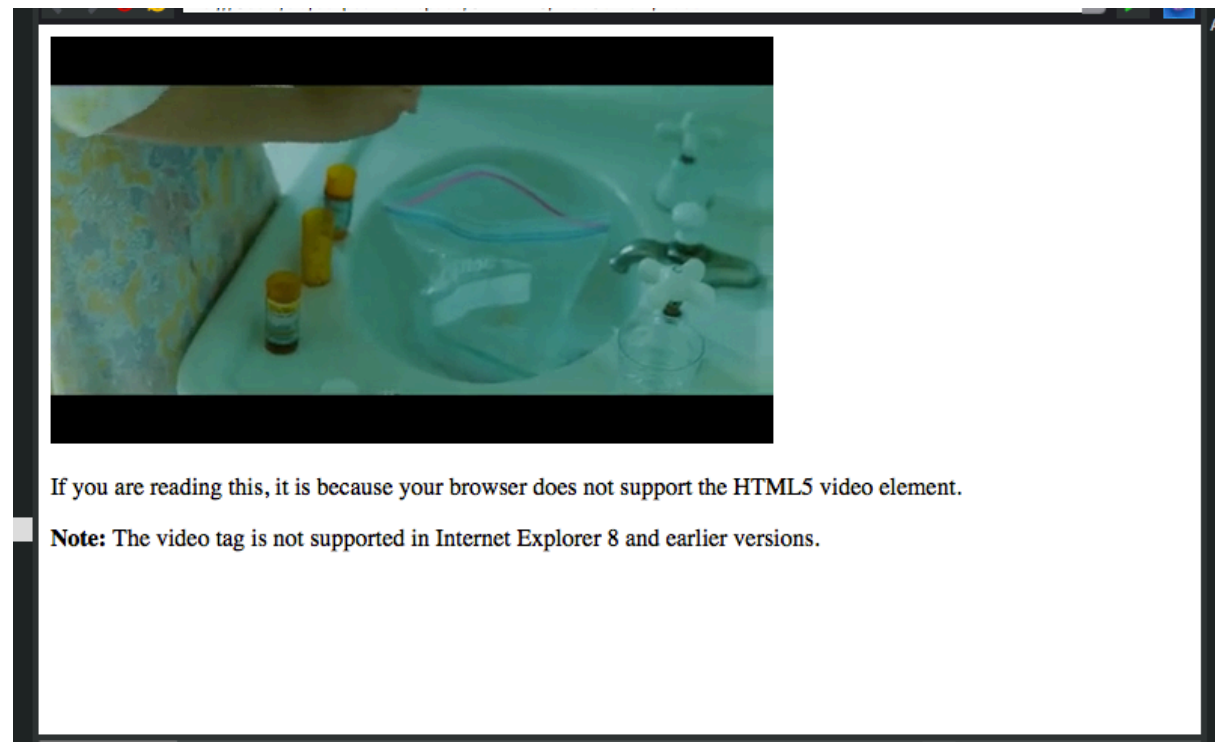 If you are reading this, it is because your browser does not support the HTML5 video element.
Note: The video tag is not supported in Internet Explorer 8 and earlier versions.